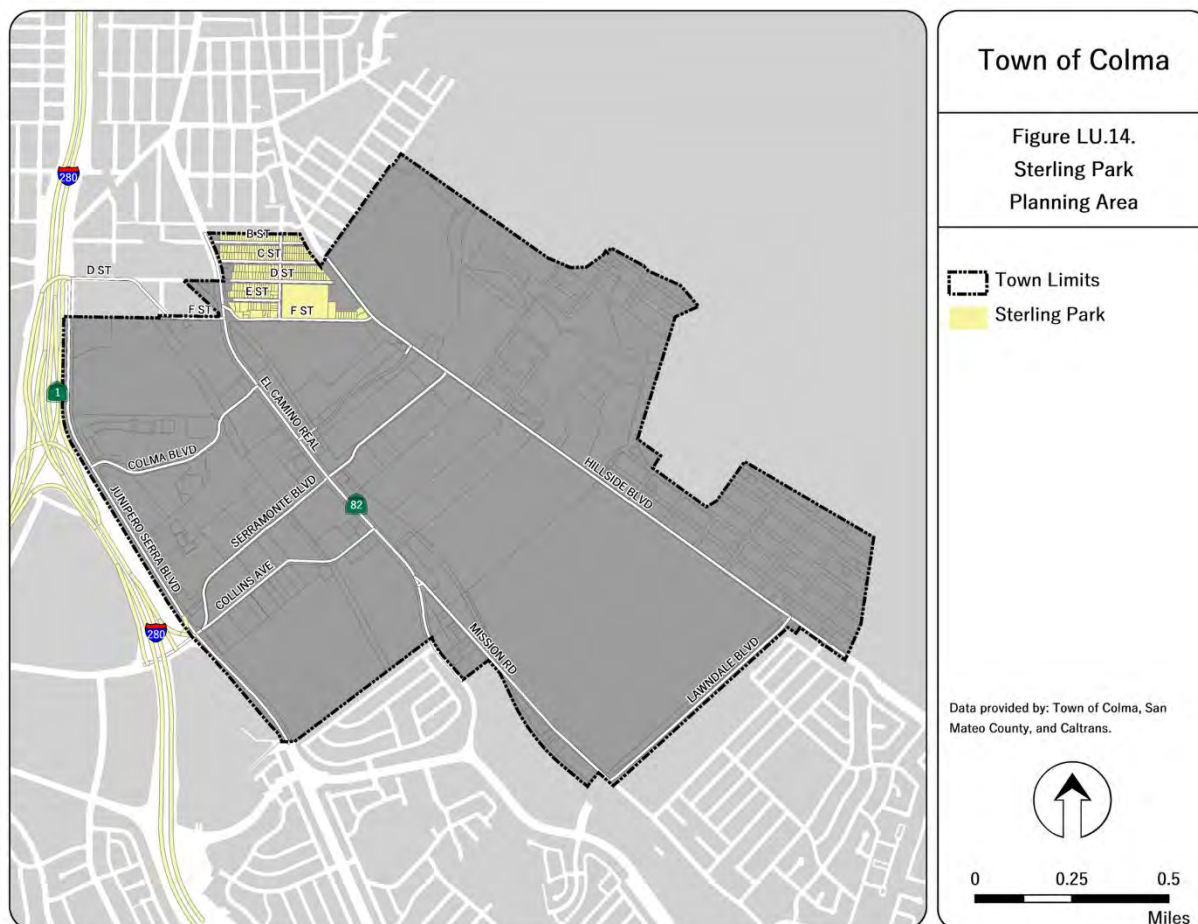 Town of Colma
Figure LU.14.
Sterling Park
Planning Area
Town Limits
Sterling Park
Data provided by: Town of Colma, San
Mateo County, and Caltrans.
0 0.25 0.5
Miles
280
B ST
C ST
D ST
D ST
E ST
F ST
F ST
1
EL CAMINO REAL
COLMA BLVD
JUNIPERO SERRA BLVD
SERRAMONTE BLVD
82
HILLSIDE BLVD
COLLINS AVE
280
MISSION RD
LAWNDALE BLVD